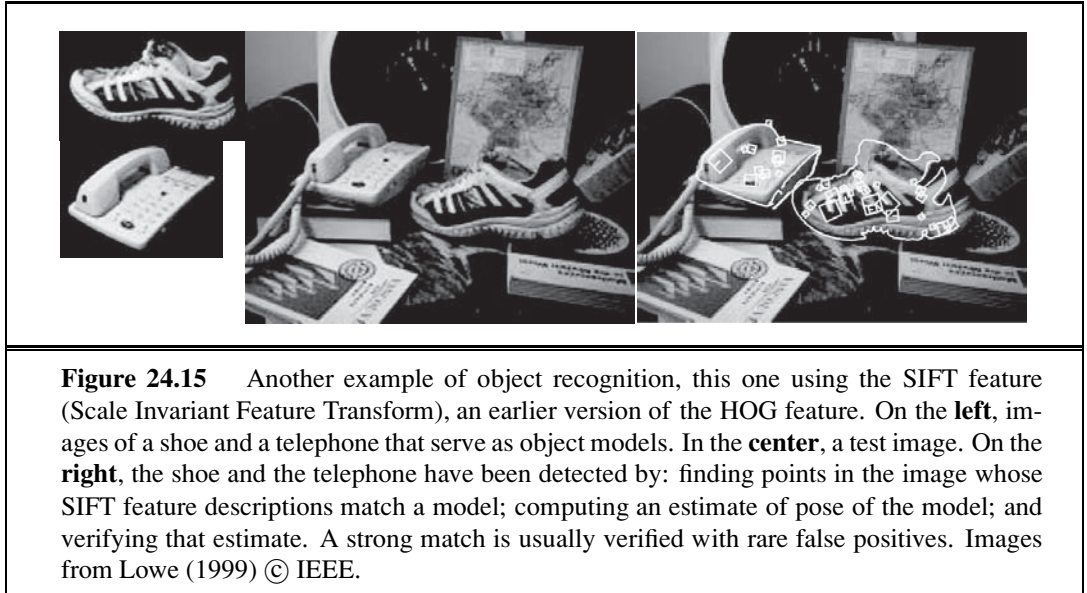 Figure 24.15 Another example of object recognition, this one using the SIFT feature
(Scale Invariant Feature Transform), an earlier version of the HOG feature. On the left, im-
ages of a shoe and a telephone that serve as object models. In the center, a test image. On the
right, the shoe and the telephone have been detected by: finding points in the image whose
SIFT feature descriptions match a model; computing an estimate of pose of the model; and
verifying that estimate. A strong match is usually verified with rare false positives. Images
from Lowe (1999) © IEEE.